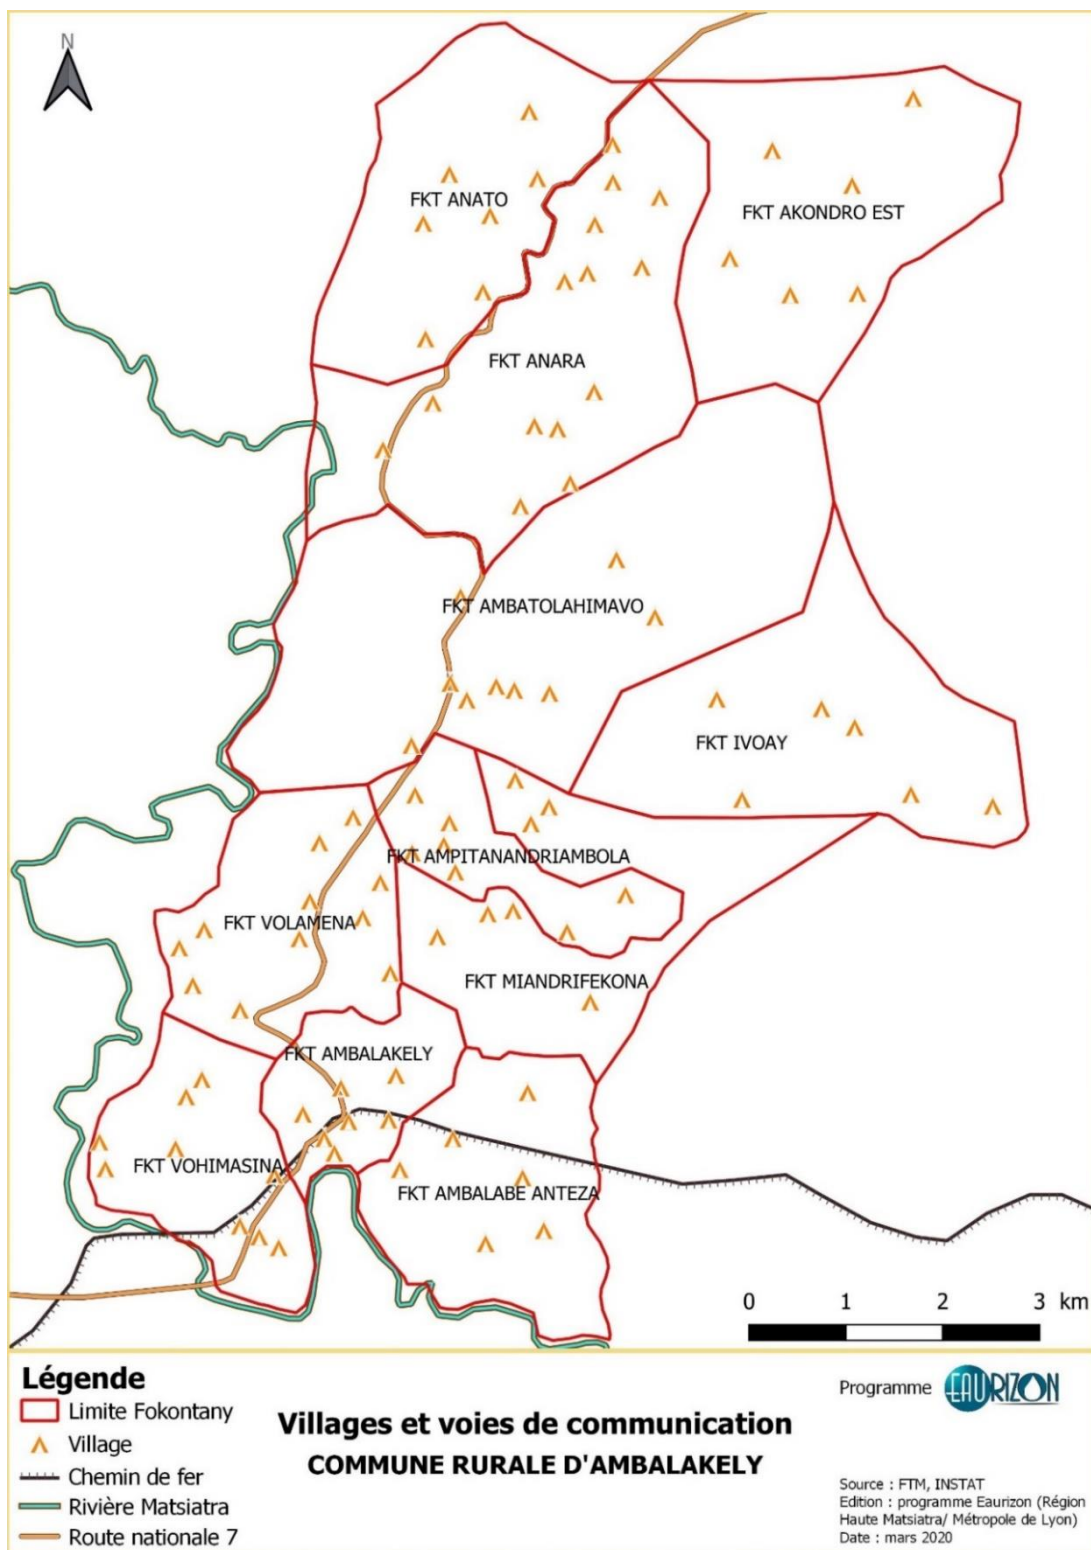 N
FKT ANATO
FKT AKONDRO EST
FKT ANARA
FKT AMBATOLAHIMAVO
FKT IVOAY
FKT AMPITANANDRIAMBOLA
FKT VOLAMENA
FKT MIANDRIFEKONA
FKT AMBALAKELY
FKT VOHIMASINA
FKT AMBALABE ANTEZA
0 1 2 3 km
Légende
Limite Fokontany
Village
Chemin de fer
Rivière Matsiatra
Route nationale 7
Villages et voies de communication
COMMUNE RURALE D'AMBALAKELY
Programme EAURIZON
Source : FTM, INSTAT
Edition : programme Eaurizon (Région
Haute Matsiatra/ Métropole de Lyon)
Date : mars 2020